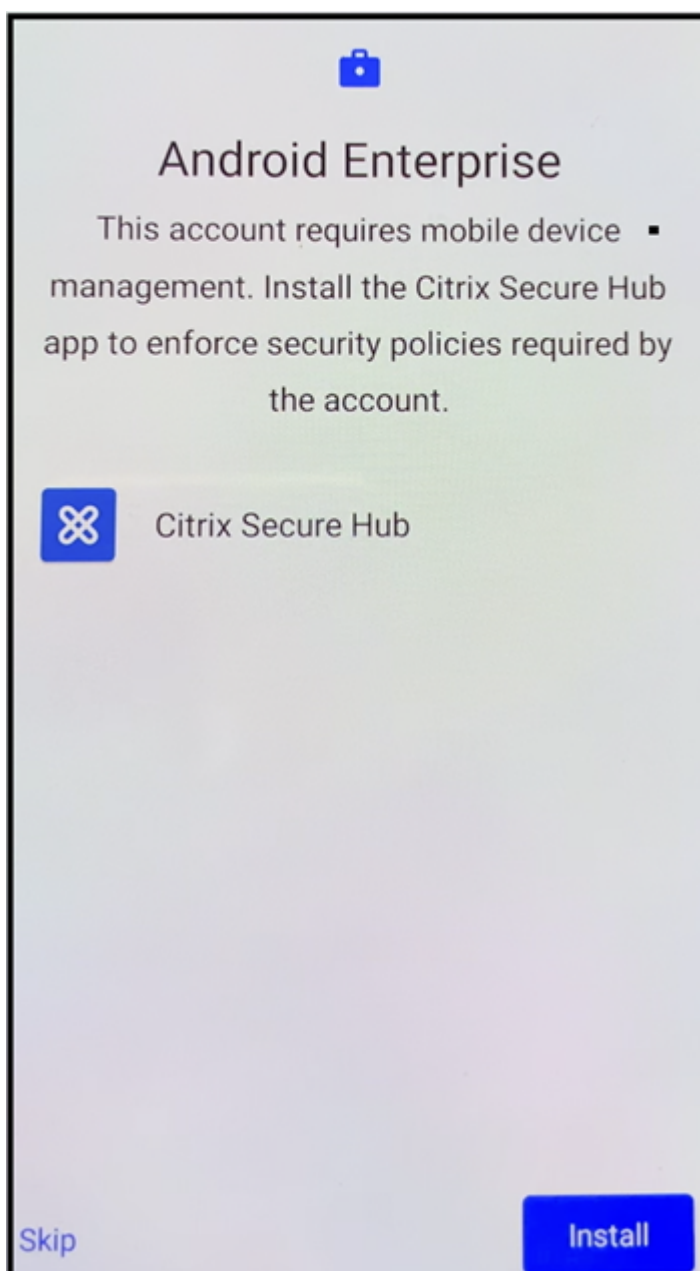 Android Enterprise
This account requires mobile device
management. Install the Citrix Secure Hub
app to enforce security policies required by
the account.
Citrix Secure Hub
Skip
Install